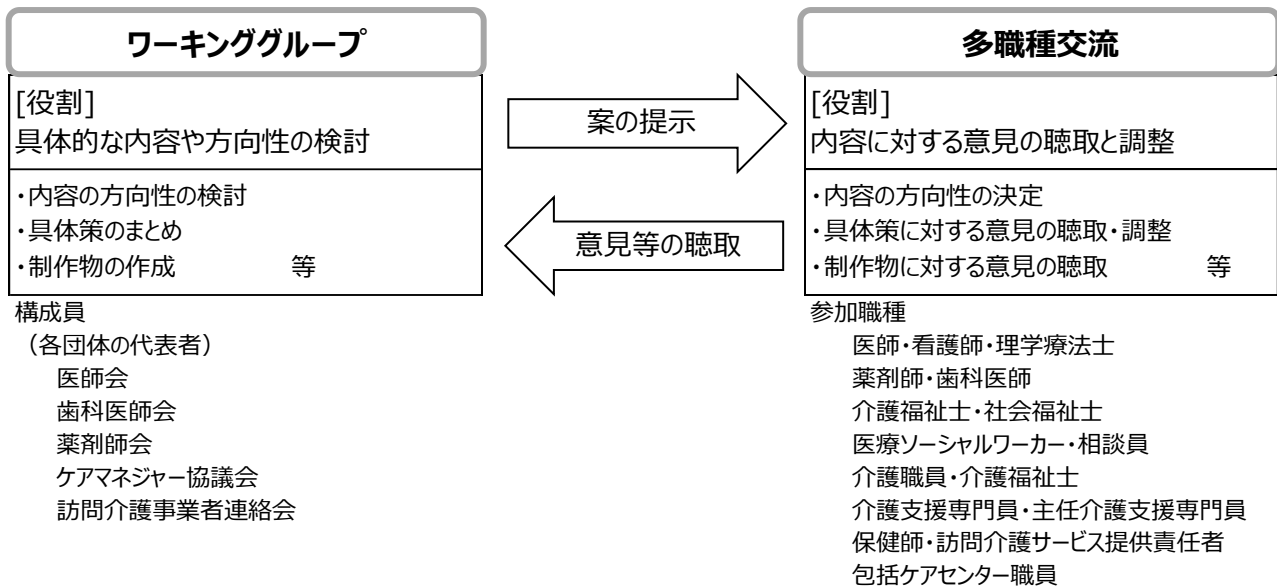 ワーキンググループ
[役割]
具体的な内容や方向性の検討
・内容の方向性の検討
・具体策のまとめ
・制作物の作成　　　　等
構成員
（各団体の代表者）
医師会
歯科医師会
薬剤師会
ケアマネジャー協議会
訪問介護事業者連絡会
案の提示
意見等の聴取
多職種交流
[役割]
内容に対する意見の聴取と調整
・内容の方向性の決定
・具体策に対する意見の聴取・調整
・制作物に対する意見の聴取　　　　等
参加職種
医師・看護師・理学療法士
薬剤師・歯科医師
介護福祉士・社会福祉士
医療ソーシャルワーカー・相談員
介護職員・介護福祉士
介護支援専門員・主任介護支援専門員
保健師・訪問介護サービス提供責任者
包括ケアセンター職員